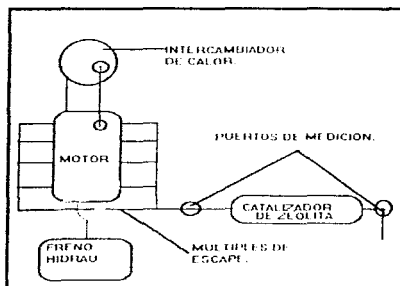 INTERCAMBIADOR
DE CALOR.
PUERTOS DE MEDICION.
MOTOR
CATALIZADOR
DE ZEOLITA
FRENO
HIDRAU
MULTIPLES DE
ESCAPE.